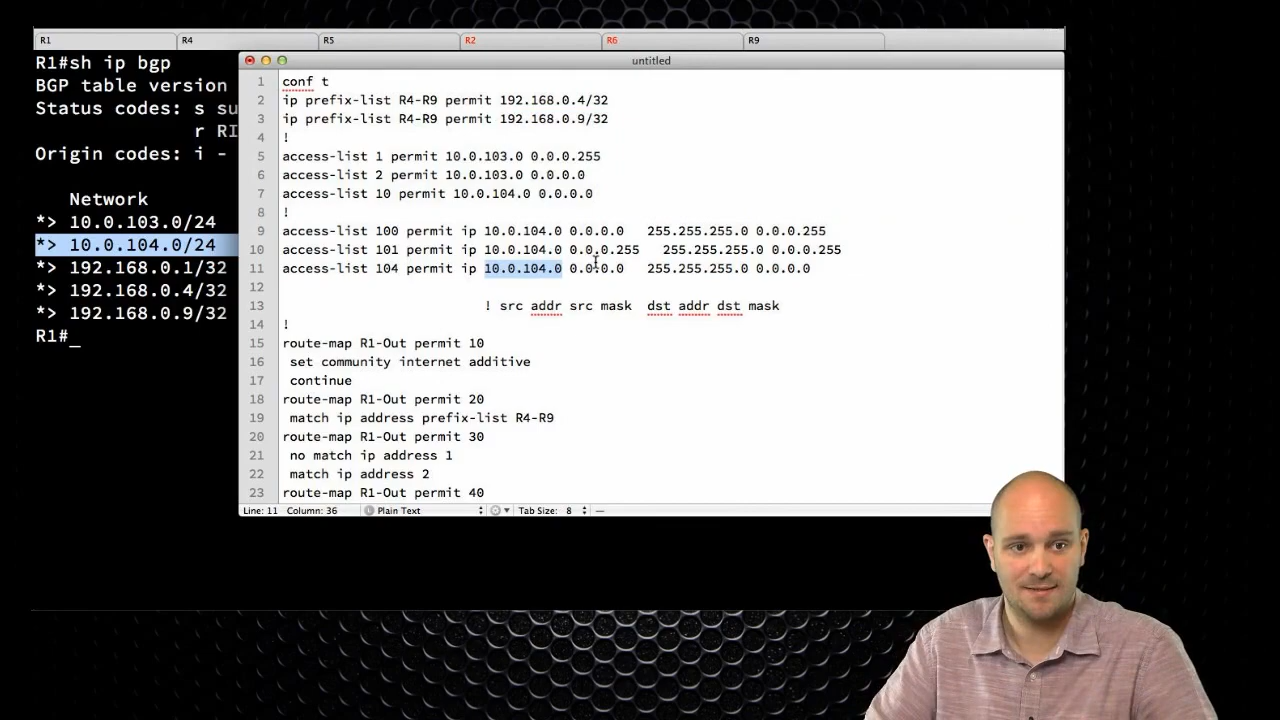 R1 R4 R5 R2 R6 R9
R1#sh ip bgp
BGP table version
Status codes: s su
r RI
Origin codes: i -
Network
*> 10.0.103.0/24
*> 10.0.104.0/24
*> 192.168.0.1/32
*> 192.168.0.4/32
*> 192.168.0.9/32
R1#_
untitled
1 conf t
2 ip prefix-list R4-R9 permit 192.168.0.4/32
3 ip prefix-list R4-R9 permit 192.168.0.9/32
4 !
5 access-list 1 permit 10.0.103.0 0.0.0.255
6 access-list 2 permit 10.0.103.0 0.0.0.0
7 access-list 10 permit 10.0.104.0 0.0.0.0
8 !
9 access-list 100 permit ip 10.0.104.0 0.0.0.0 255.255.255.0 0.0.0.255
10 access-list 101 permit ip 10.0.104.0 0.0.0.255 255.255.255.0 0.0.0.255
11 access-list 104 permit ip 10.0.104.0 0.0.0.0 255.255.255.0 0.0.0.0
12
13 ! src addr src mask dst addr dst mask
14 !
15 route-map R1-Out permit 10
16 set community internet additive
17 continue
18 route-map R1-Out permit 20
19 match ip address prefix-list R4-R9
20 route-map R1-Out permit 30
21 no match ip address 1
22 match ip address 2
23 route-map R1-Out permit 40
Line: 11 Column: 36 L Plain Text Tab Size: 8 —